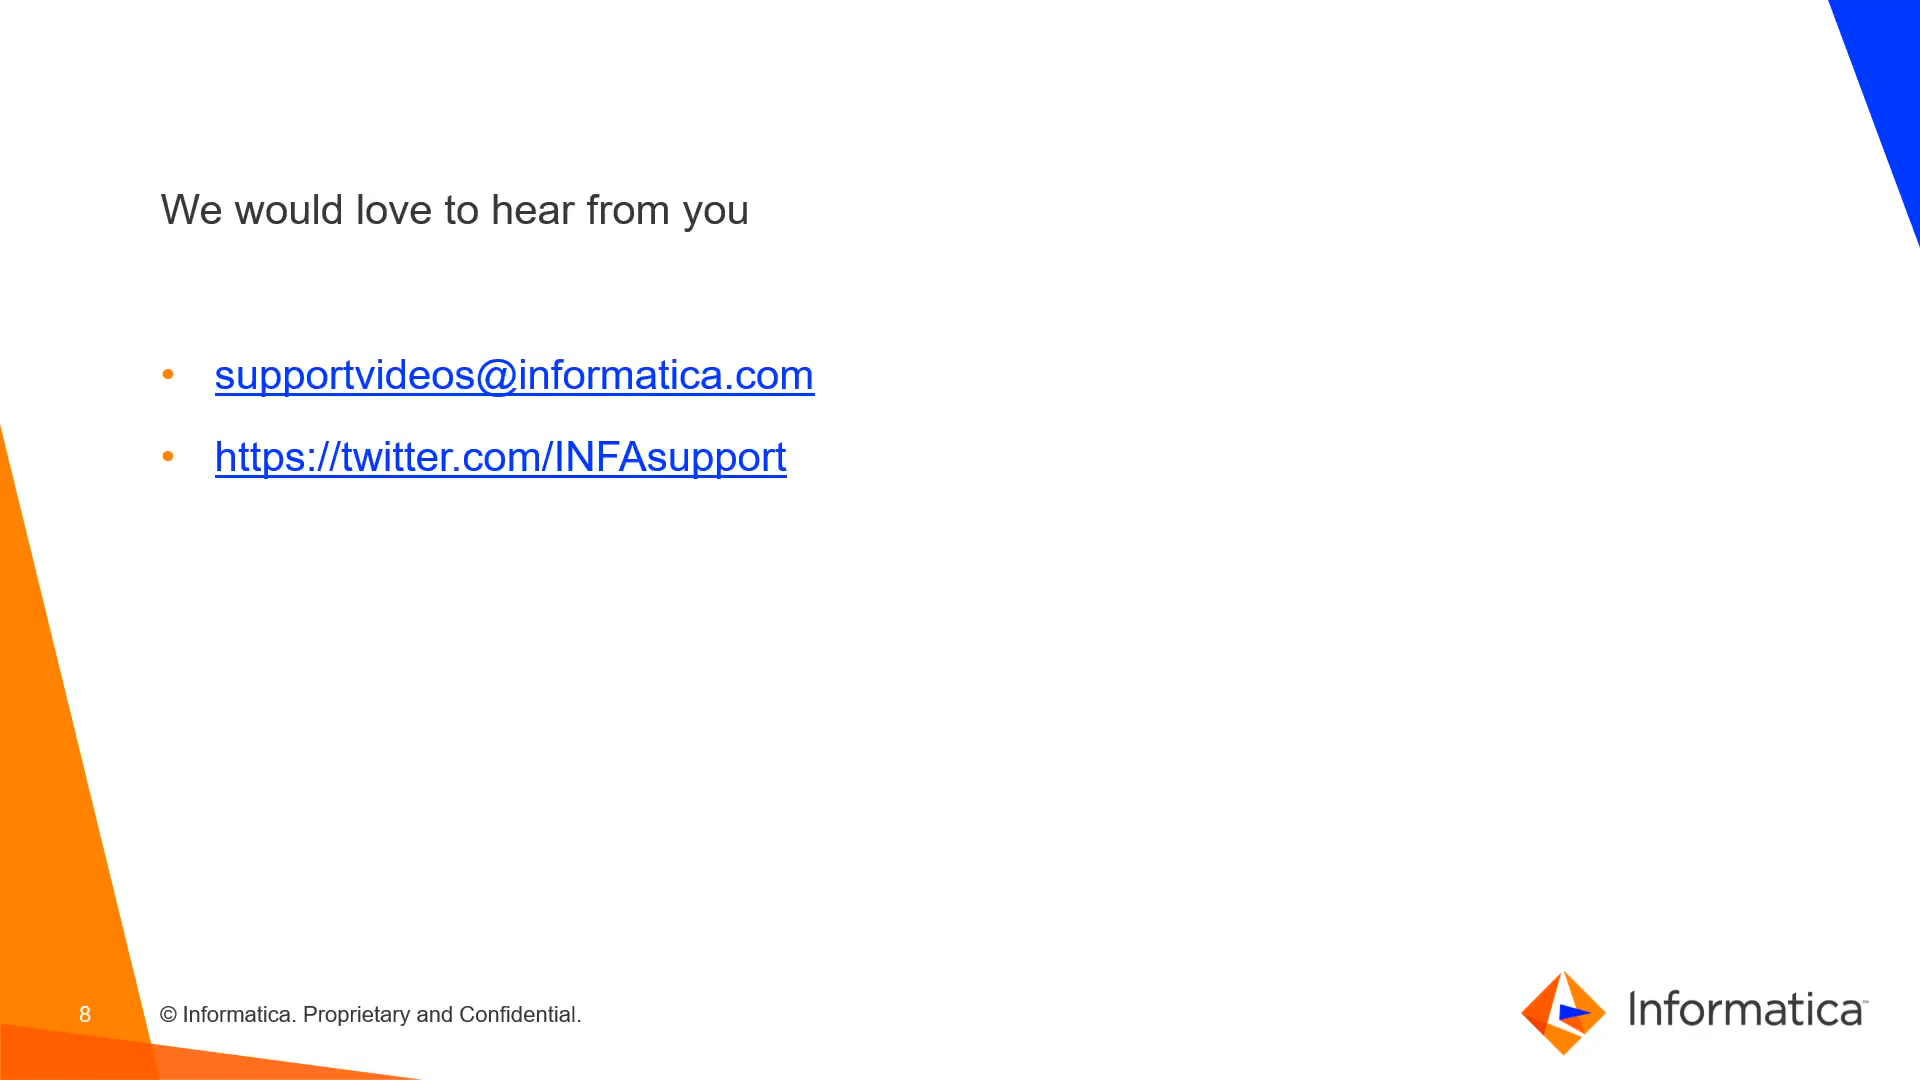 We would love to hear from you
• supportvideos@informatica.com
• https://twitter.com/INFAsupport
8 © Informatica. Proprietary and Confidential.
Informatica™